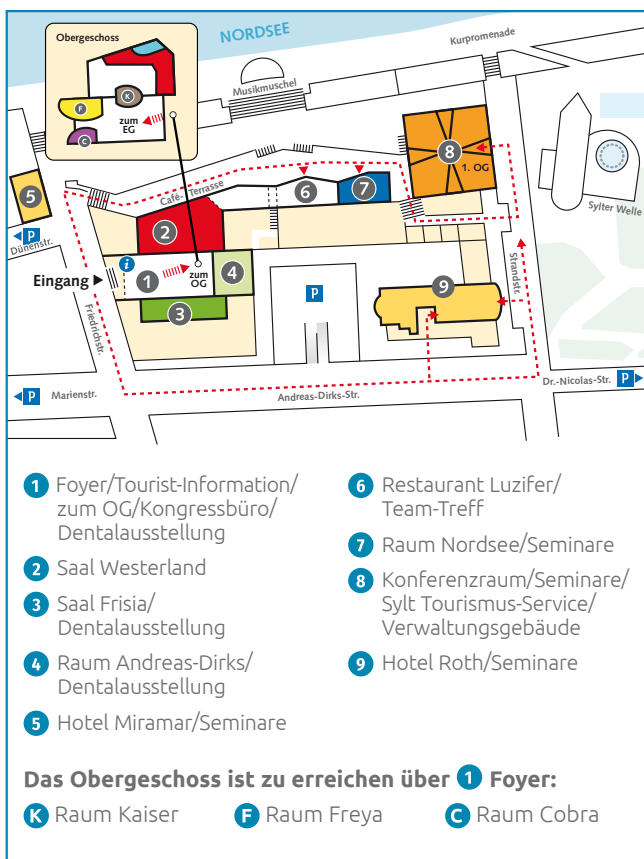 NORDSEE
Kurpromenade
Obergeschoss
Musikmuschel
K
F
zum
EG
C
8
1. OG
5
Café- Terrasse
6
7
Sylter Welle
P
Dünenstr.
2
i
Eingang
1
zum
OG
4
P
9
Strandstr.
3
Friedrichstr.
P
Marienstr.
Andreas-Dirks-Str.
Dr.-Nicolas-Str.
P
1 Foyer/Tourist-Information/
zum OG/Kongressbüro/
Dentalausstellung
2 Saal Westerland
3 Saal Frisia/
Dentalausstellung
4 Raum Andreas-Dirks/
Dentalausstellung
5 Hotel Miramar/Seminare
6 Restaurant Luzifer/
Team-Treff
7 Raum Nordsee/Seminare
8 Konferenzraum/Seminare/
Sylt Tourismus-Service/
Verwaltungsgebäude
9 Hotel Roth/Seminare
Das Obergeschoss ist zu erreichen über 1 Foyer:
K Raum Kaiser F Raum Freya C Raum Cobra